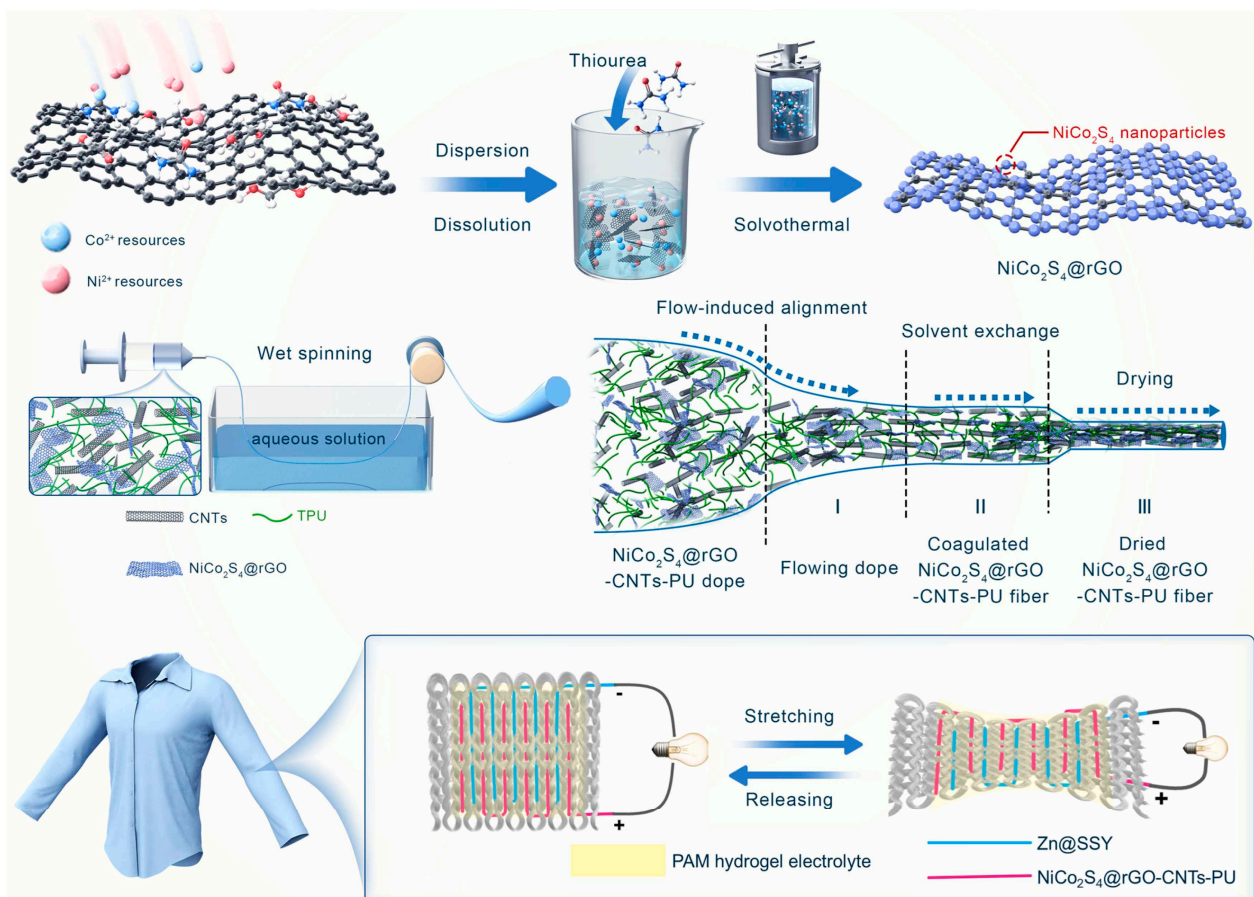 Thiourea
NiCo₂S₄ nanoparticles
Dispersion
Dissolution
Solvothermal
Co²⁺ resources
Ni²⁺ resources
NiCo₂S₄@rGO
Wet spinning
aqueous solution
CNTs
TPU
NiCo₂S₄@rGO
Flow-induced alignment
Solvent exchange
Drying
I
II
III
NiCo₂S₄@rGO
-CNTs-PU dope
Flowing dope
Coagulated
NiCo₂S₄@rGO
-CNTs-PU fiber
Dried
NiCo₂S₄@rGO
-CNTs-PU fiber
-
+
Stretching
Releasing
-
+
PAM hydrogel electrolyte
Zn@SSY
NiCo₂S₄@rGO-CNTs-PU